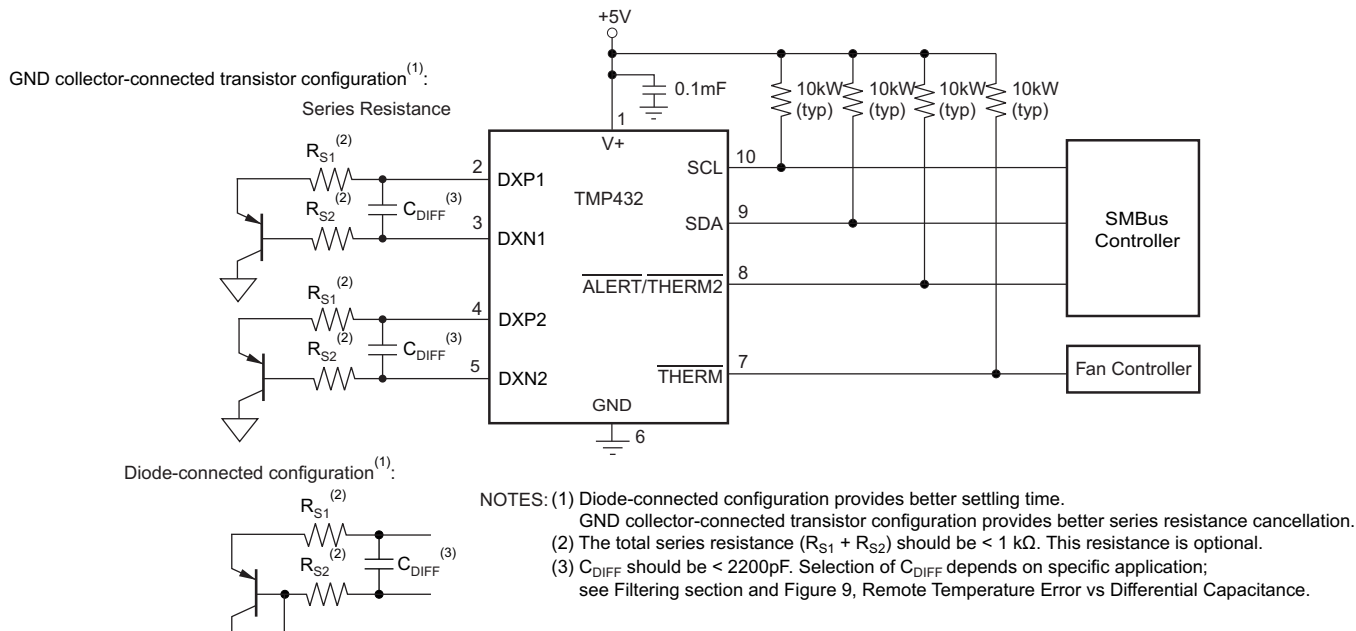 +5V
GND collector-connected transistor configuration(1):
Series Resistance
0.1mF
10kW
(typ)
10kW
(typ)
10kW
(typ)
10kW
(typ)
1
V+
RS1(2)
2
DXP1
RS2(2)
CDIFF(3)
3
DXN1
TMP432
SCL
10
SDA
9
SMBus
Controller
ALERT/THERM2
8
RS1(2)
4
DXP2
RS2(2)
CDIFF(3)
5
DXN2
THERM
7
Fan Controller
GND
6
Diode-connected configuration(1):
RS1(2)
RS2(2)
CDIFF(3)
NOTES: (1) Diode-connected configuration provides better settling time.
GND collector-connected transistor configuration provides better series resistance cancellation.
(2) The total series resistance (RS1 + RS2) should be < 1 kΩ. This resistance is optional.
(3) CDIFF should be < 2200pF. Selection of CDIFF depends on specific application;
see Filtering section and Figure 9, Remote Temperature Error vs Differential Capacitance.